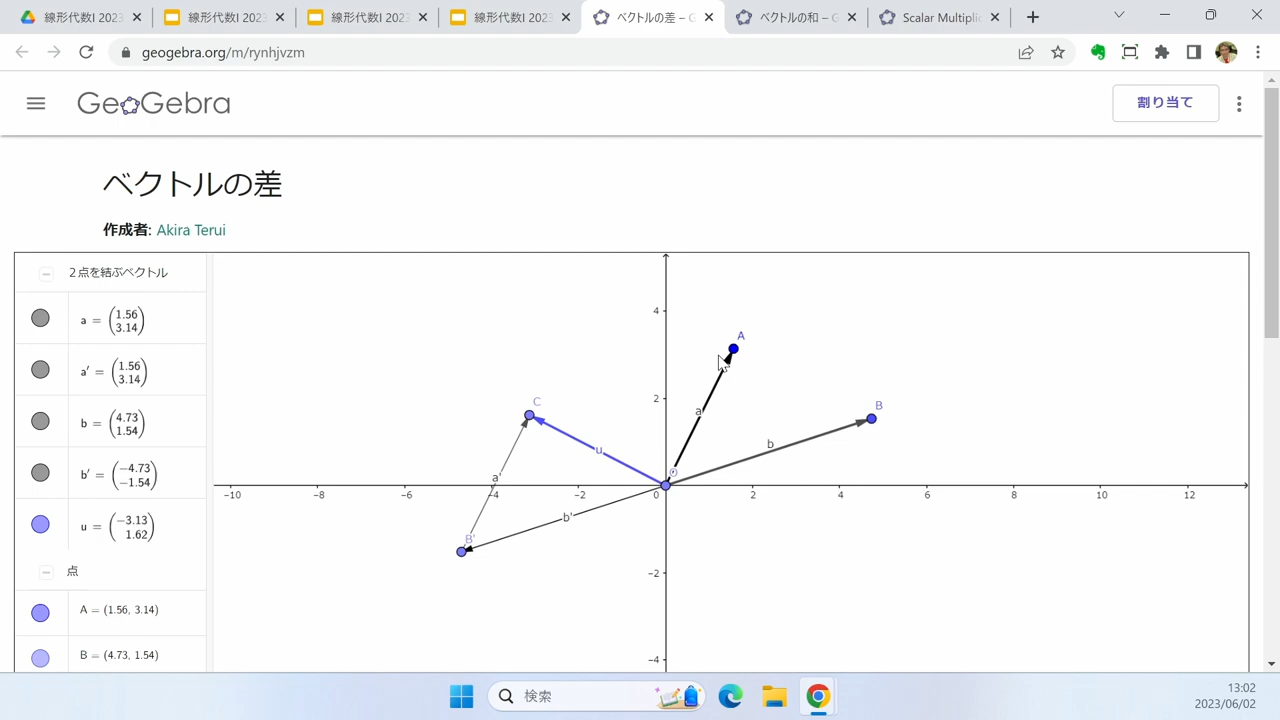 線形代数I 2023
線形代数I 2023
線形代数I 2023
線形代数I 2023
ベクトルの差 – G
ベクトルの和 – G
Scalar Multiplic
geogebra.org/m/rynhjvzm
GeoGebra
割り当て
ベクトルの差
作成者: Akira Terui
２点を結ぶベクトル
a = (1.56 3.14)
a′ = (1.56 3.14)
b = (4.73 1.54)
b′ = (−4.73 −1.54)
u = (−3.13 1.62)
点
A = (1.56, 3.14)
B = (4.73, 1.54)
4
A
C
2
B
a
b
u
a'
O
−10
−8
−6
−4
−2
0
2
4
6
8
10
12
b'
B'
−2
−4
検索
13:02
2023/06/02